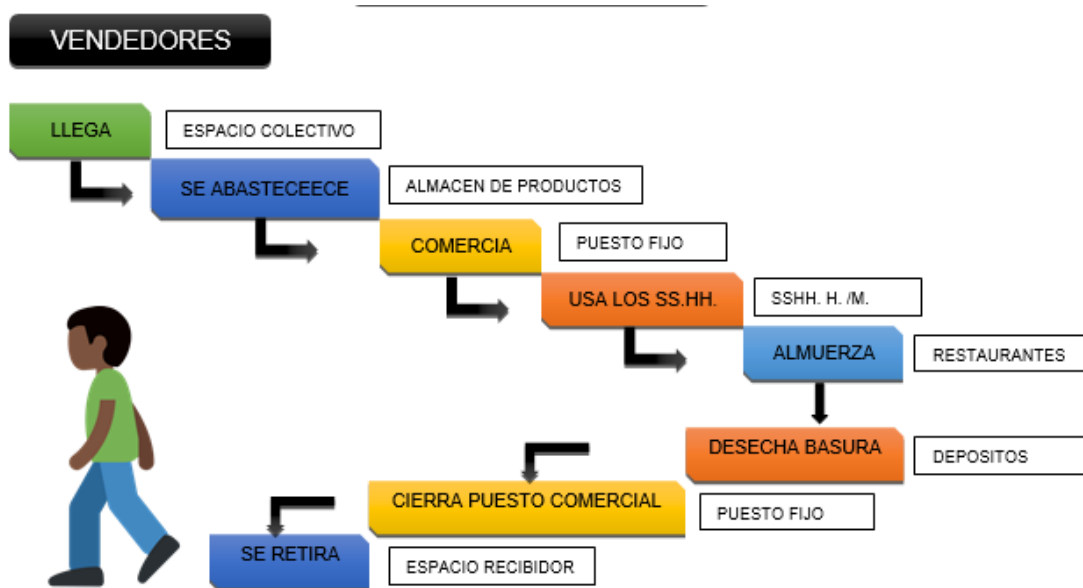 VENDEDORES
LLEGA
ESPACIO COLECTIVO
SE ABASTECEECE
ALMACEN DE PRODUCTOS
COMERCIA
PUESTO FIJO
USA LOS SS.HH.
SSHH. H. /M.
ALMUERZA
RESTAURANTES
DESECHA BASURA
DEPOSITOS
CIERRA PUESTO COMERCIAL
PUESTO FIJO
SE RETIRA
ESPACIO RECIBIDOR